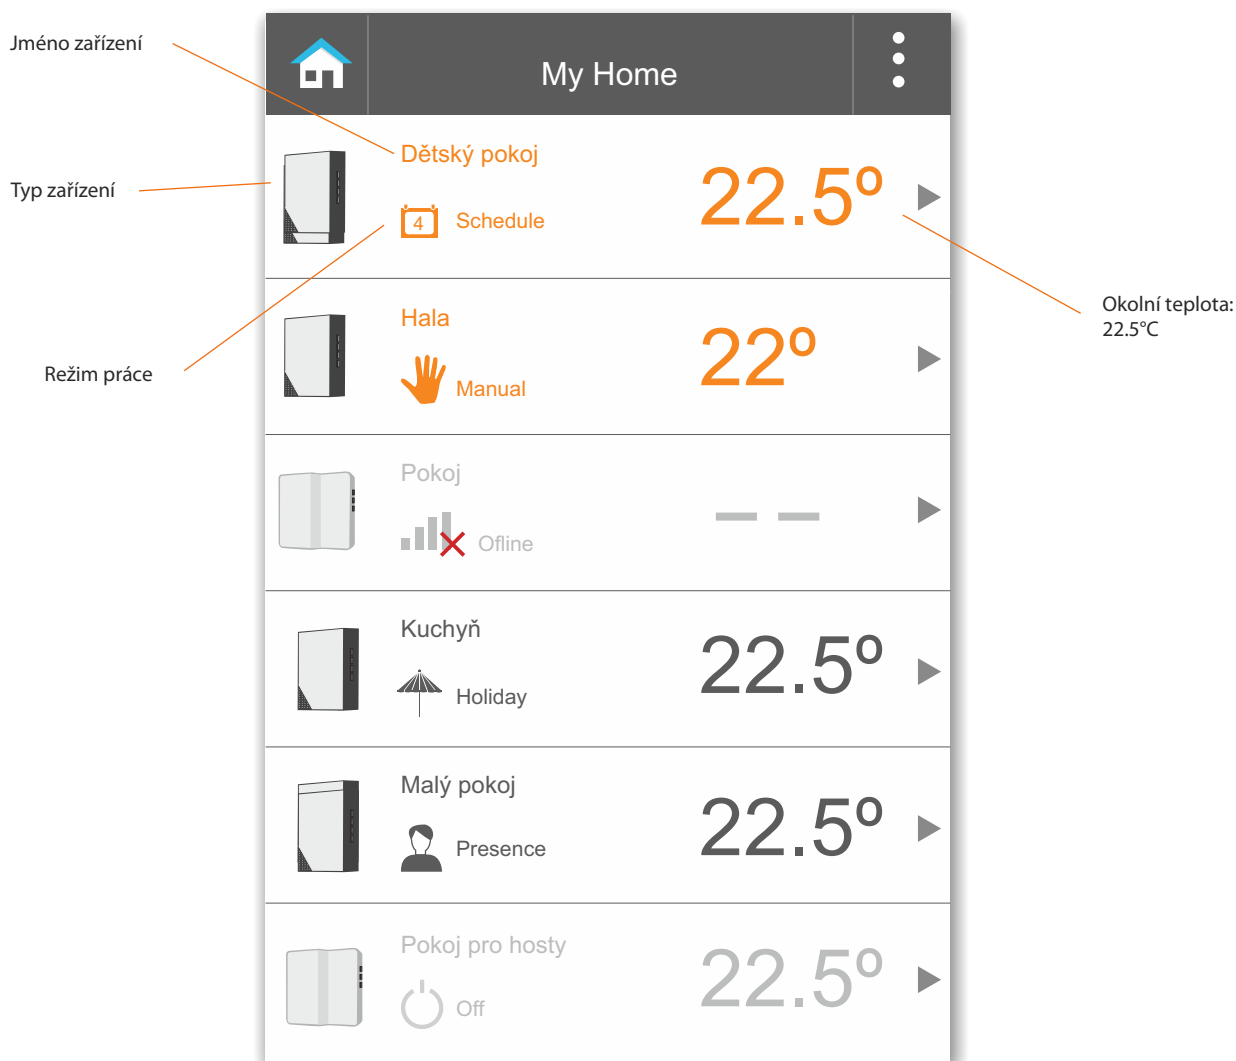 Jméno zařízení
My Home
Dětský pokoj
22.5º
Typ zařízení
4
Schedule
Okolní teplota:
22.5°C
Hala
22º
Režim práce
Manual
Pokoj
Ofline
Kuchyň
22.5º
Holiday
Malý pokoj
22.5º
Presence
Pokoj pro hosty
22.5º
Off